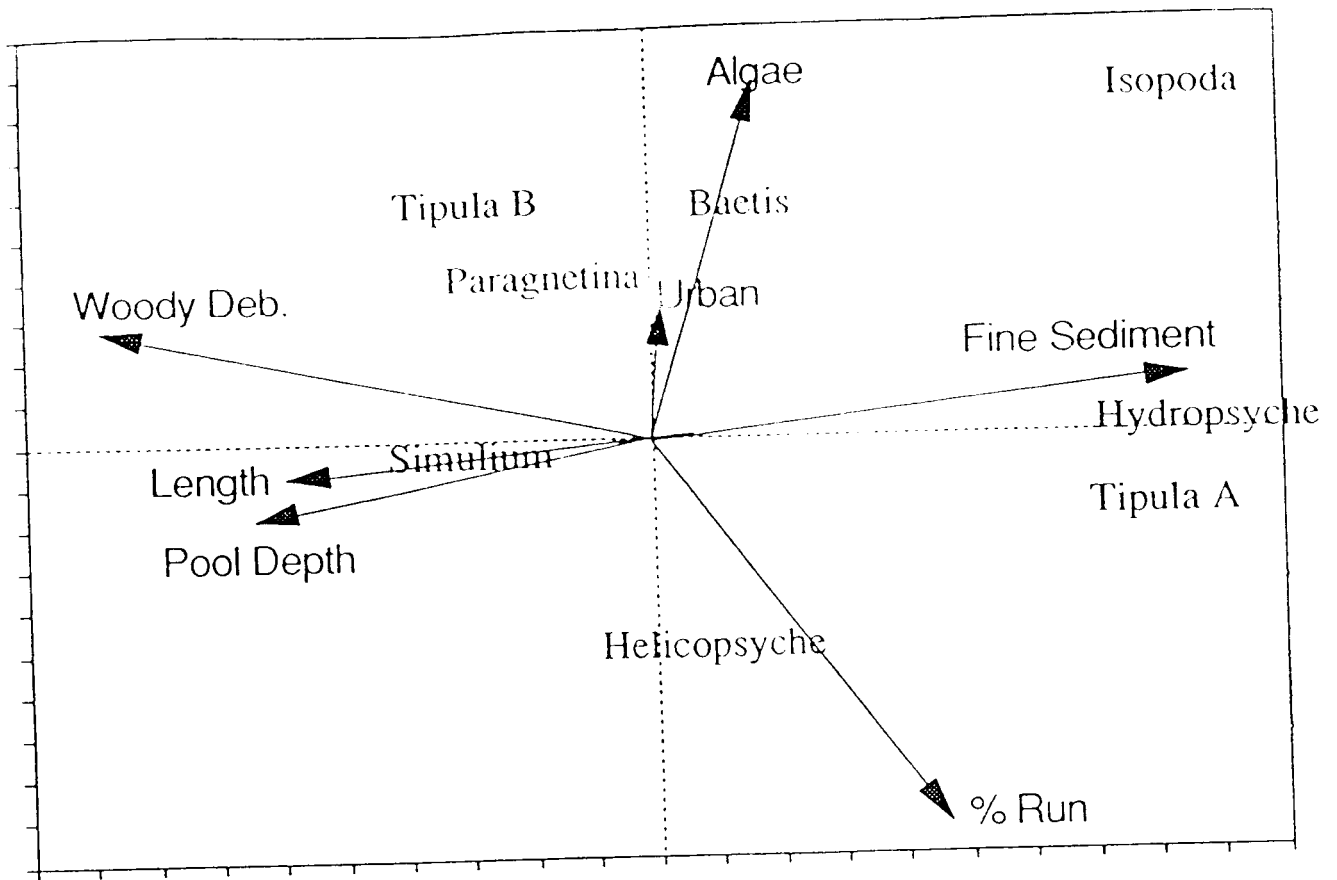 Algae
Isopoda
Tipula B
Baetis
Paragnetina
Urban
Woody Deb.
Fine Sediment
Hydropsyche
Simulium
Length
Tipula A
Pool Depth
Helicopsyche
% Run